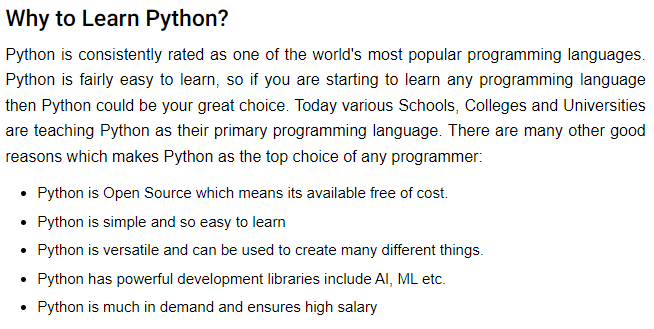 Why to Learn Python?
Python is consistently rated as one of the world's most popular programming languages.
Python is fairly easy to learn, so if you are starting to learn any programming language
then Python could be your great choice. Today various Schools, Colleges and Universities
are teaching Python as their primary programming language. There are many other good
reasons which makes Python as the top choice of any programmer:
• Python is Open Source which means its available free of cost.
• Python is simple and so easy to learn
• Python is versatile and can be used to create many different things.
• Python has powerful development libraries include AI, ML etc.
• Python is much in demand and ensures high salary